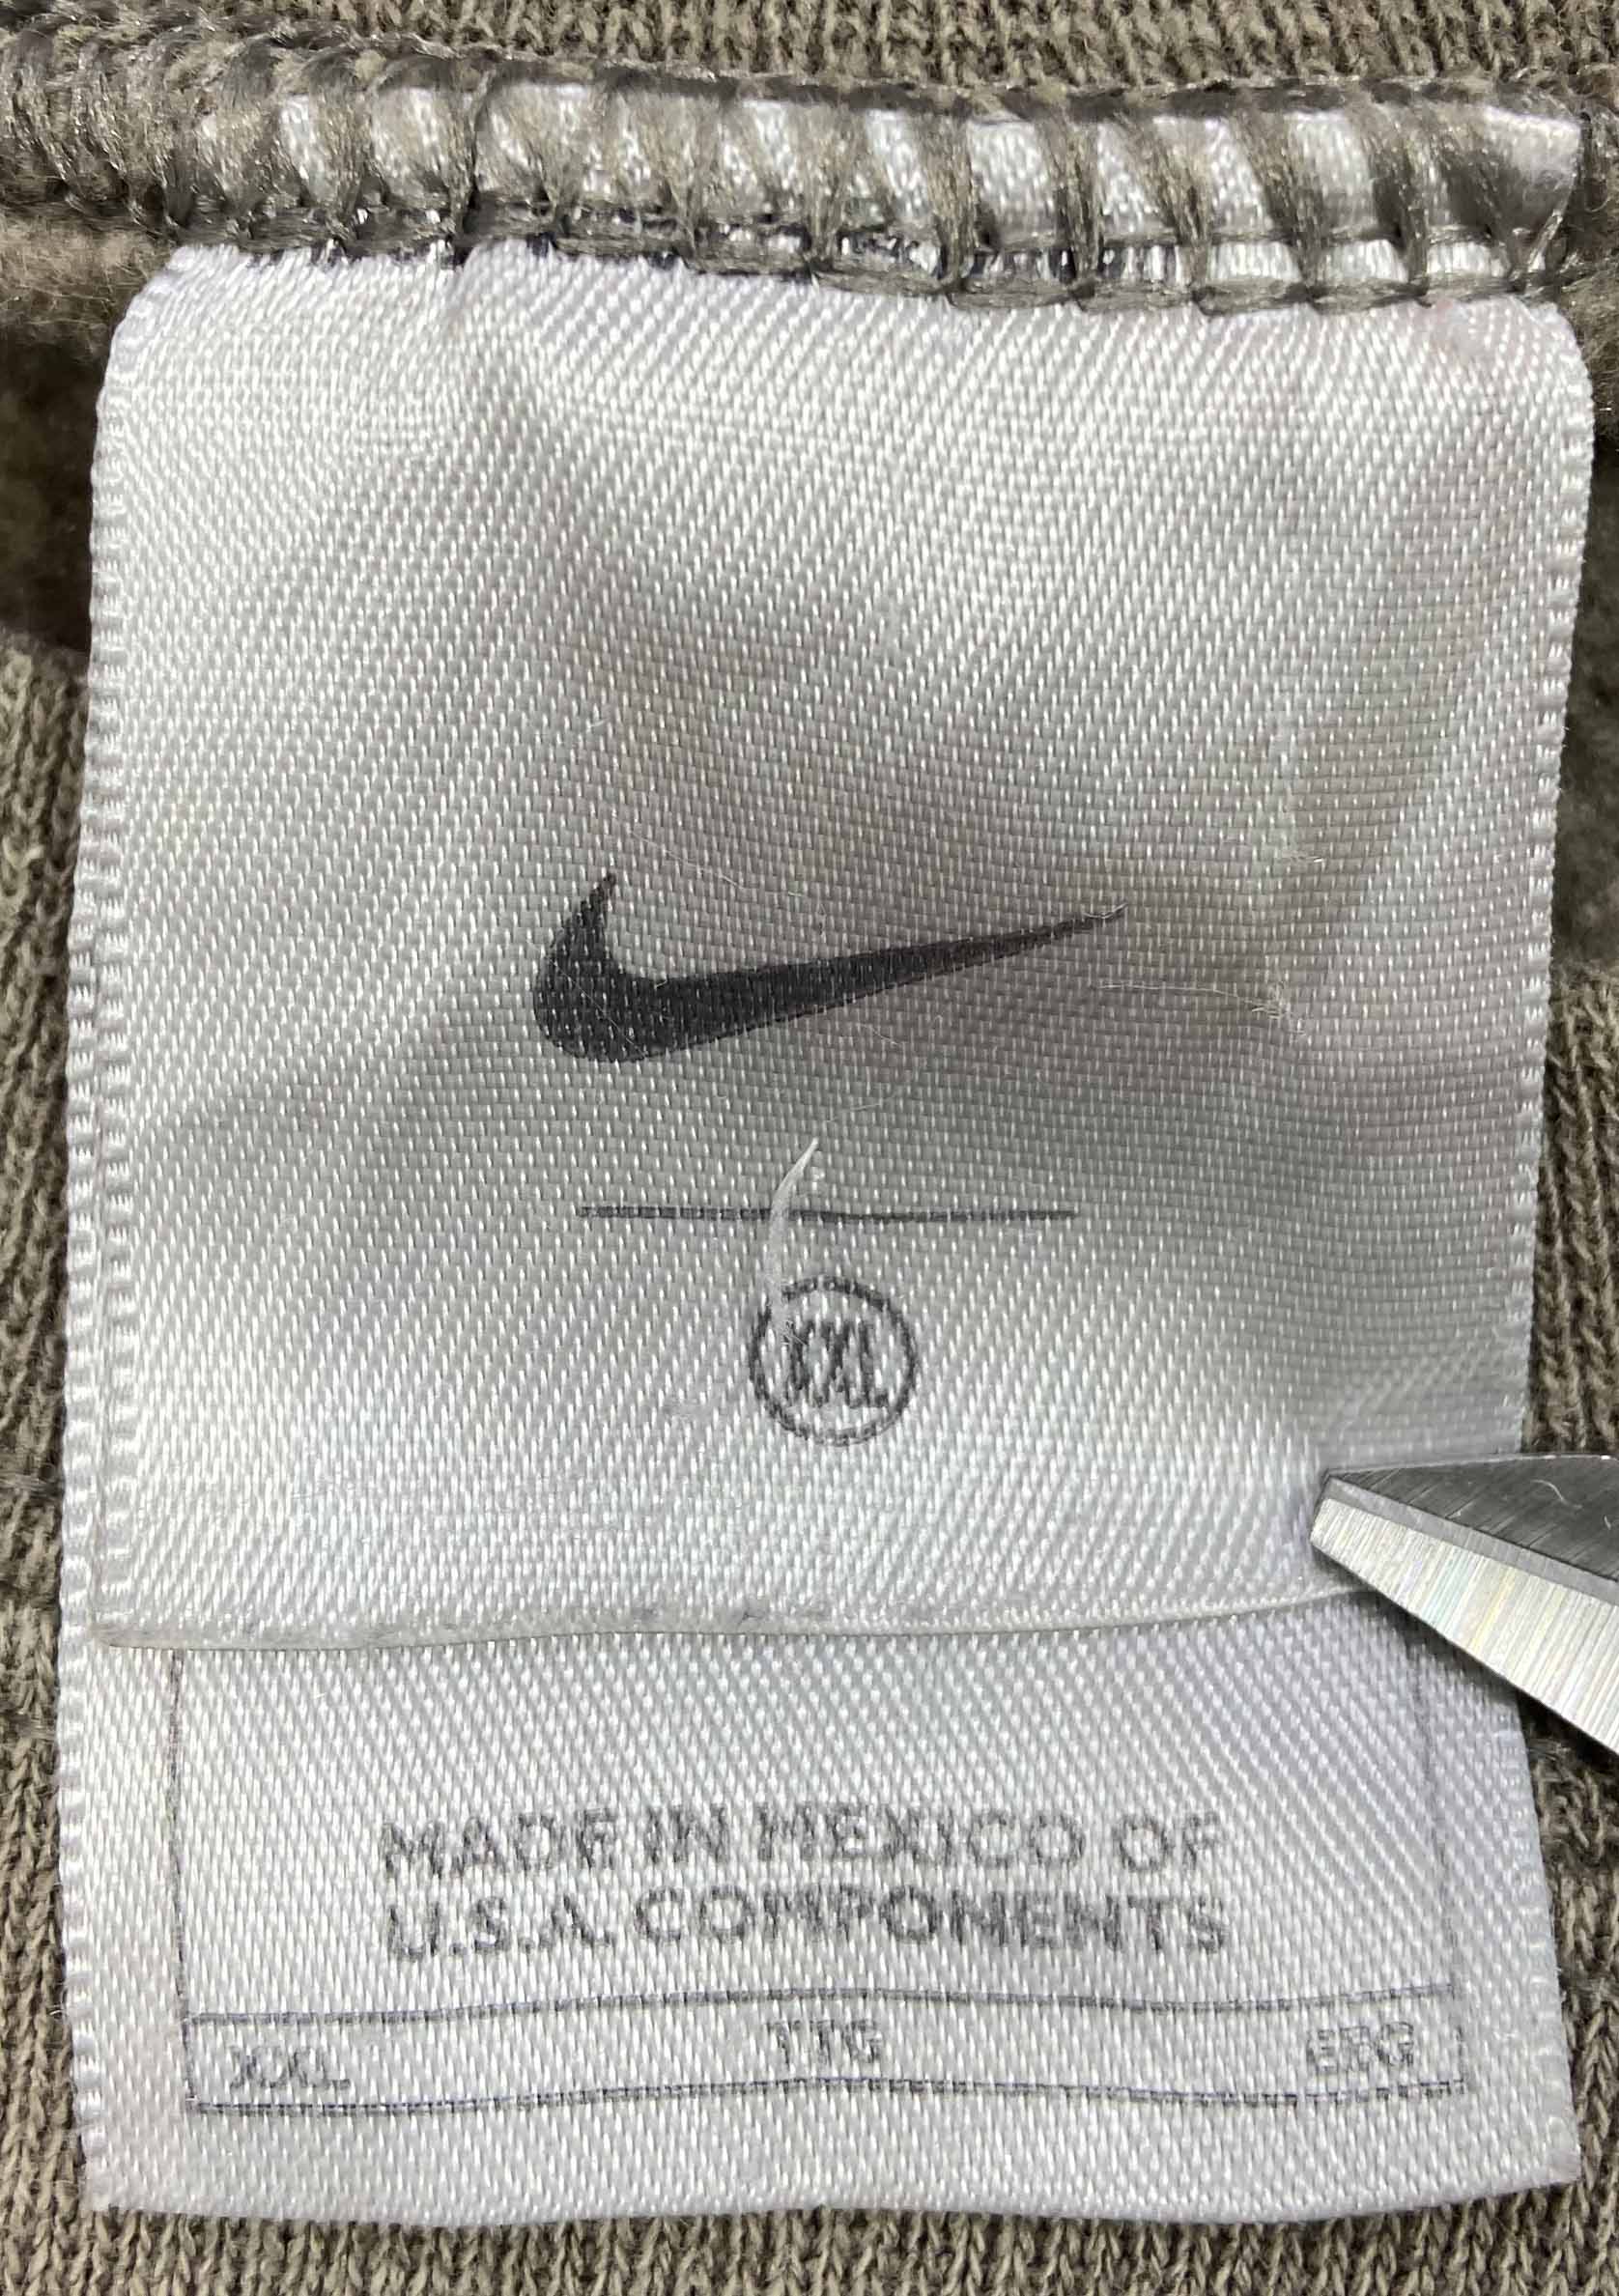 XXL
MADE IN MEXICO OF
U.S.A. COMPONENTS
XXL TTG EEG